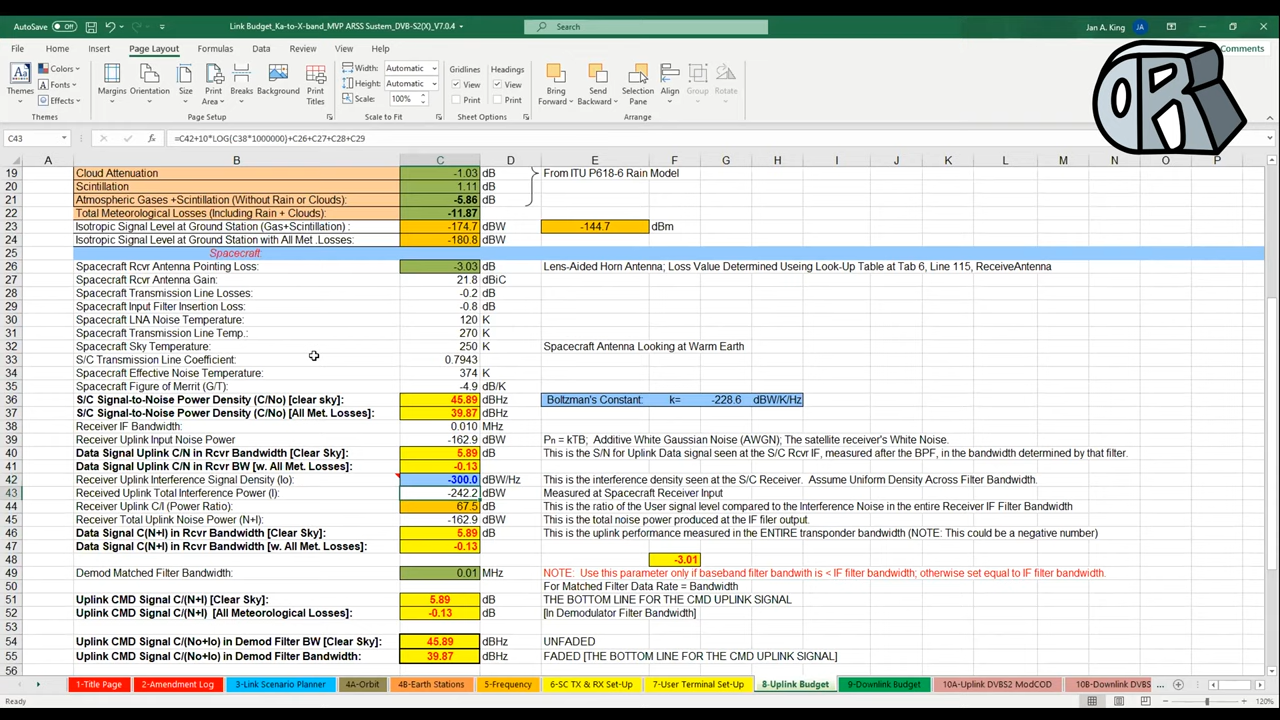 AutoSave Off Link Budget_Ka-to-X-band_MVP ARSS Sustem_DVB-S2(X)_V7.0.4 Search Jan A. King JA
File Home Insert Page Layout Formulas Data Review View Help Comments
Themes Colors Fonts Effects Margins Orientation Size Print Area Breaks Background Print Titles Width: Automatic Height: Automatic Scale: 100% Gridlines View Print Headings View Print Bring Forward Send Backward Selection Pane Align Group Rotate
Themes Page Setup Scale to Fit Sheet Options Arrange
OR
C43 fx =C42+10*LOG(C38*1000000)+C26+C27+C28+C29
A B C D E F G H I J K L M N O P
19 Cloud Attenuation -1.03 dB From ITU P618-6 Rain Model
20 Scintillation 1.11 dB
21 Atmospheric Gases +Scintillation (Without Rain or Clouds): -5.86 dB
22 Total Meteorological Losses (Including Rain + Clouds): -11.87
23 Isotropic Signal Level at Ground Station (Gas+Scintillation) : -174.7 dBW -144.7 dBm
24 Isotropic Signal Level at Ground Station with All Met .Losses: -180.8 dBW
25 Spacecraft:
26 Spacecraft Rcvr Antenna Pointing Loss: -3.03 dB Lens-Aided Horn Antenna; Loss Value Determined Useing Look-Up Table at Tab 6, Line 115, ReceiveAntenna
27 Spacecraft Rcvr Antenna Gain: 21.8 dBiC
28 Spacecraft Transmission Line Losses: -0.2 dB
29 Spacecraft Input Filter Insertion Loss: -0.8 dB
30 Spacecraft LNA Noise Temperature: 120 K
31 Spacecraft Transmission Line Temp.: 270 K
32 Spacecraft Sky Temperature: 250 K Spacecraft Antenna Looking at Warm Earth
33 S/C Transmission Line Coefficient: 0.7943
34 Spacecraft Effective Noise Temperature: 374 K
35 Spacecraft Figure of Merit (G/T): -4.9 dB/K
36 S/C Signal-to-Noise Power Density (C/No) [clear sky]: 45.89 dBHz Boltzman's Constant: k= -228.6 dBW/K/Hz
37 S/C Signal-to-Noise Power Density (C/No) [All Met. Losses]: 39.87 dBHz
38 Receiver IF Bandwidth: 0.010 MHz
39 Receiver Uplink Input Noise Power -162.9 dBW Pn = kTB; Additive White Gaussian Noise (AWGN); The satellite receiver's White Noise.
40 Data Signal Uplink C/N in Rcvr Bandwidth [Clear Sky]: 5.89 dB This is the S/N for Uplink Data signal seen at the S/C Rcvr IF, measured after the BPF, in the bandwidth determined by that filter.
41 Data Signal Uplink C/N in Rcvr BW [w. All Met. Losses]: -0.13 dB
42 Receiver Uplink Interference Signal Density (Io): -300.0 dBW/Hz This is the interference density seen at the S/C Receiver. Assume Uniform Density Across Filter Bandwidth.
43 Received Uplink Total Interference Power (I): -242.2 dBW Measured at Spacecraft Receiver Input
44 Receiver Uplink C/I (Power Ratio): 67.5 dB This is the ratio of the User signal level compared to the Interference Noise in the entire Receiver IF Filter Bandwidth
45 Receiver Total Uplink Noise Power (N+I): -162.9 dBW This is the total noise power produced at the IF filer output.
46 Data Signal C(N+I) in Rcvr Bandwidth [Clear Sky]: 5.89 dB This is the uplink performance measured in the ENTIRE transponder bandwidth (NOTE: This could be a negative number)
47 Data Signal C(N+I) in Rcvr Bandwidth [w. All Met. Losses]: -0.13 dB
48 -3.01
49 Demod Matched Filter Bandwidth: 0.01 MHz NOTE: Use this parameter only if baseband filter bandwith is < IF filter bandwidth; otherwise set equal to IF filter bandwidth.
50 For Matched Filter Data Rate = Bandwidth
51 Uplink CMD Signal C/(N+I) [Clear Sky]: 5.89 dB THE BOTTOM LINE FOR THE CMD UPLINK SIGNAL
52 Uplink CMD Signal C/(N+I) [All Meteorological Losses]: -0.13 dB [In Demodulator Filter Bandwidth]
53
54 Uplink CMD Signal C/(No+Io) in Demod Filter BW [Clear Sky]: 45.89 dBHz UNFADED
55 Uplink CMD Signal C/(No+Io) in Demod Filter Bandwidth: 39.87 dBHz FADED [THE BOTTOM LINE FOR THE CMD UPLINK SIGNAL]
56
1-Title Page 2-Amendment Log 3-Link Scenario Planner 4A-Orbit 4B-Earth Stations 5-Frequency 6-SC TX & RX Set-Up 7-User Terminal Set-Up 8-Uplink Budget 9-Downlink Budget 10A-Uplink DVBS2 ModCOD 10B-Downlink DVBS ...
120%